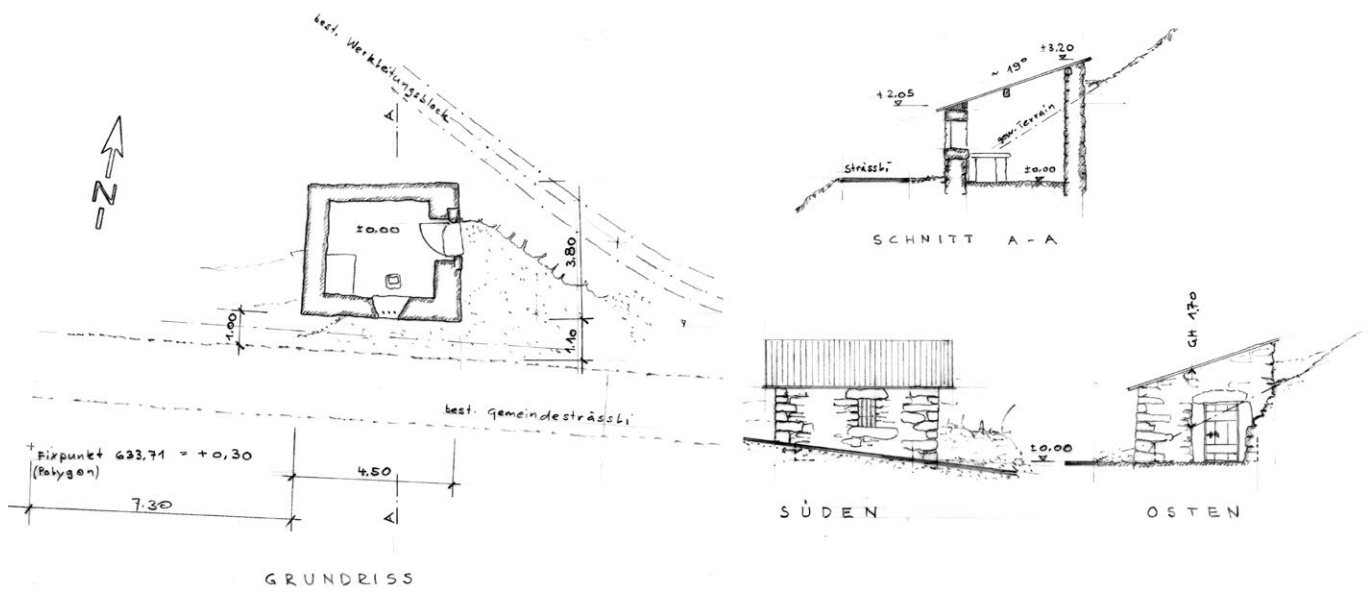 best. Werkleitungsblock
A
N
±0.00
3.80
1.00
1.10
best. gemeindesträssli
Fixpunkt 633,71 = +0,30
(Polygon)
4.50
7.30
A
GRUNDRISS
±3.20
~ 19°
+2.05
gew. Terrain
strässli
±0.00
SCHNITT A-A
GH 1.70
±0.00
SÜDEN
OSTEN